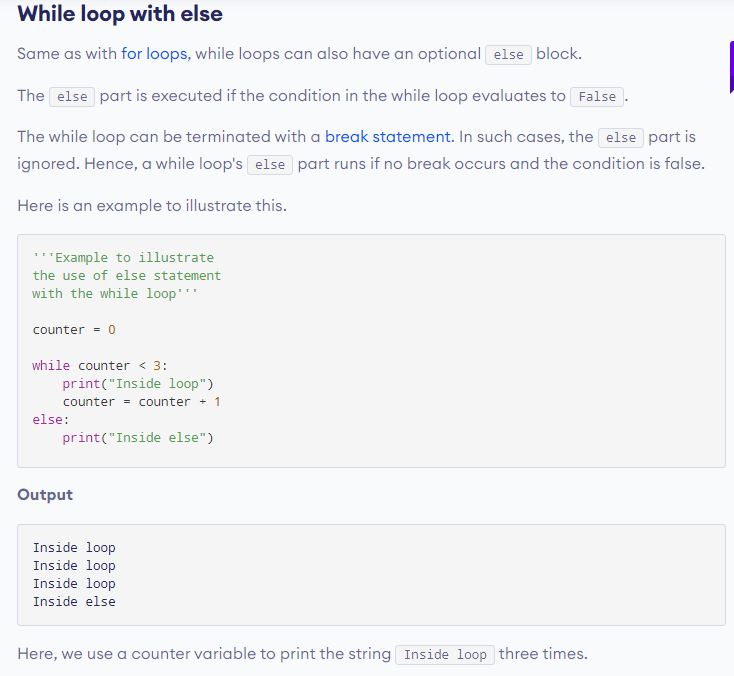 While loop with else
Same as with for loops, while loops can also have an optional else block.
The else part is executed if the condition in the while loop evaluates to False.
The while loop can be terminated with a break statement. In such cases, the else part is
ignored. Hence, a while loop's else part runs if no break occurs and the condition is false.
Here is an example to illustrate this.
'''Example to illustrate
the use of else statement
with the while loop'''
counter = 0
while counter < 3:
    print("Inside loop")
    counter = counter + 1
else:
    print("Inside else")
Output
Inside loop
Inside loop
Inside loop
Inside else
Here, we use a counter variable to print the string Inside loop three times.